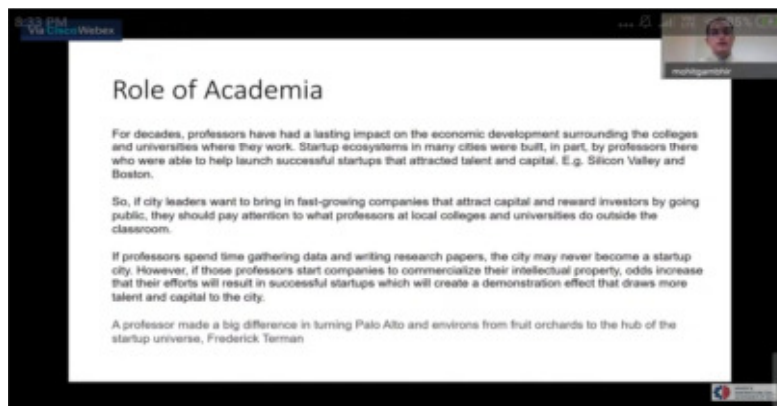 8:33 PM
Via Cisco Webex
mohitgambhir
Role of Academia
For decades, professors have had a lasting impact on the economic development surrounding the colleges
and universities where they work. Startup ecosystems in many cities were built, in part, by professors there
who were able to help launch successful startups that attracted talent and capital. E.g. Silicon Valley and
Boston.
So, if city leaders want to bring in fast-growing companies that attract capital and reward investors by going
public, they should pay attention to what professors at local colleges and universities do outside the
classroom.
If professors spend time gathering data and writing research papers, the city may never become a startup
city. However, if those professors start companies to commercialize their intellectual property, odds increase
that their efforts will result in successful startups which will create a demonstration effect that draws more
talent and capital to the city.
A professor made a big difference in turning Palo Alto and environs from fruit orchards to the hub of the
startup universe, Frederick Terman